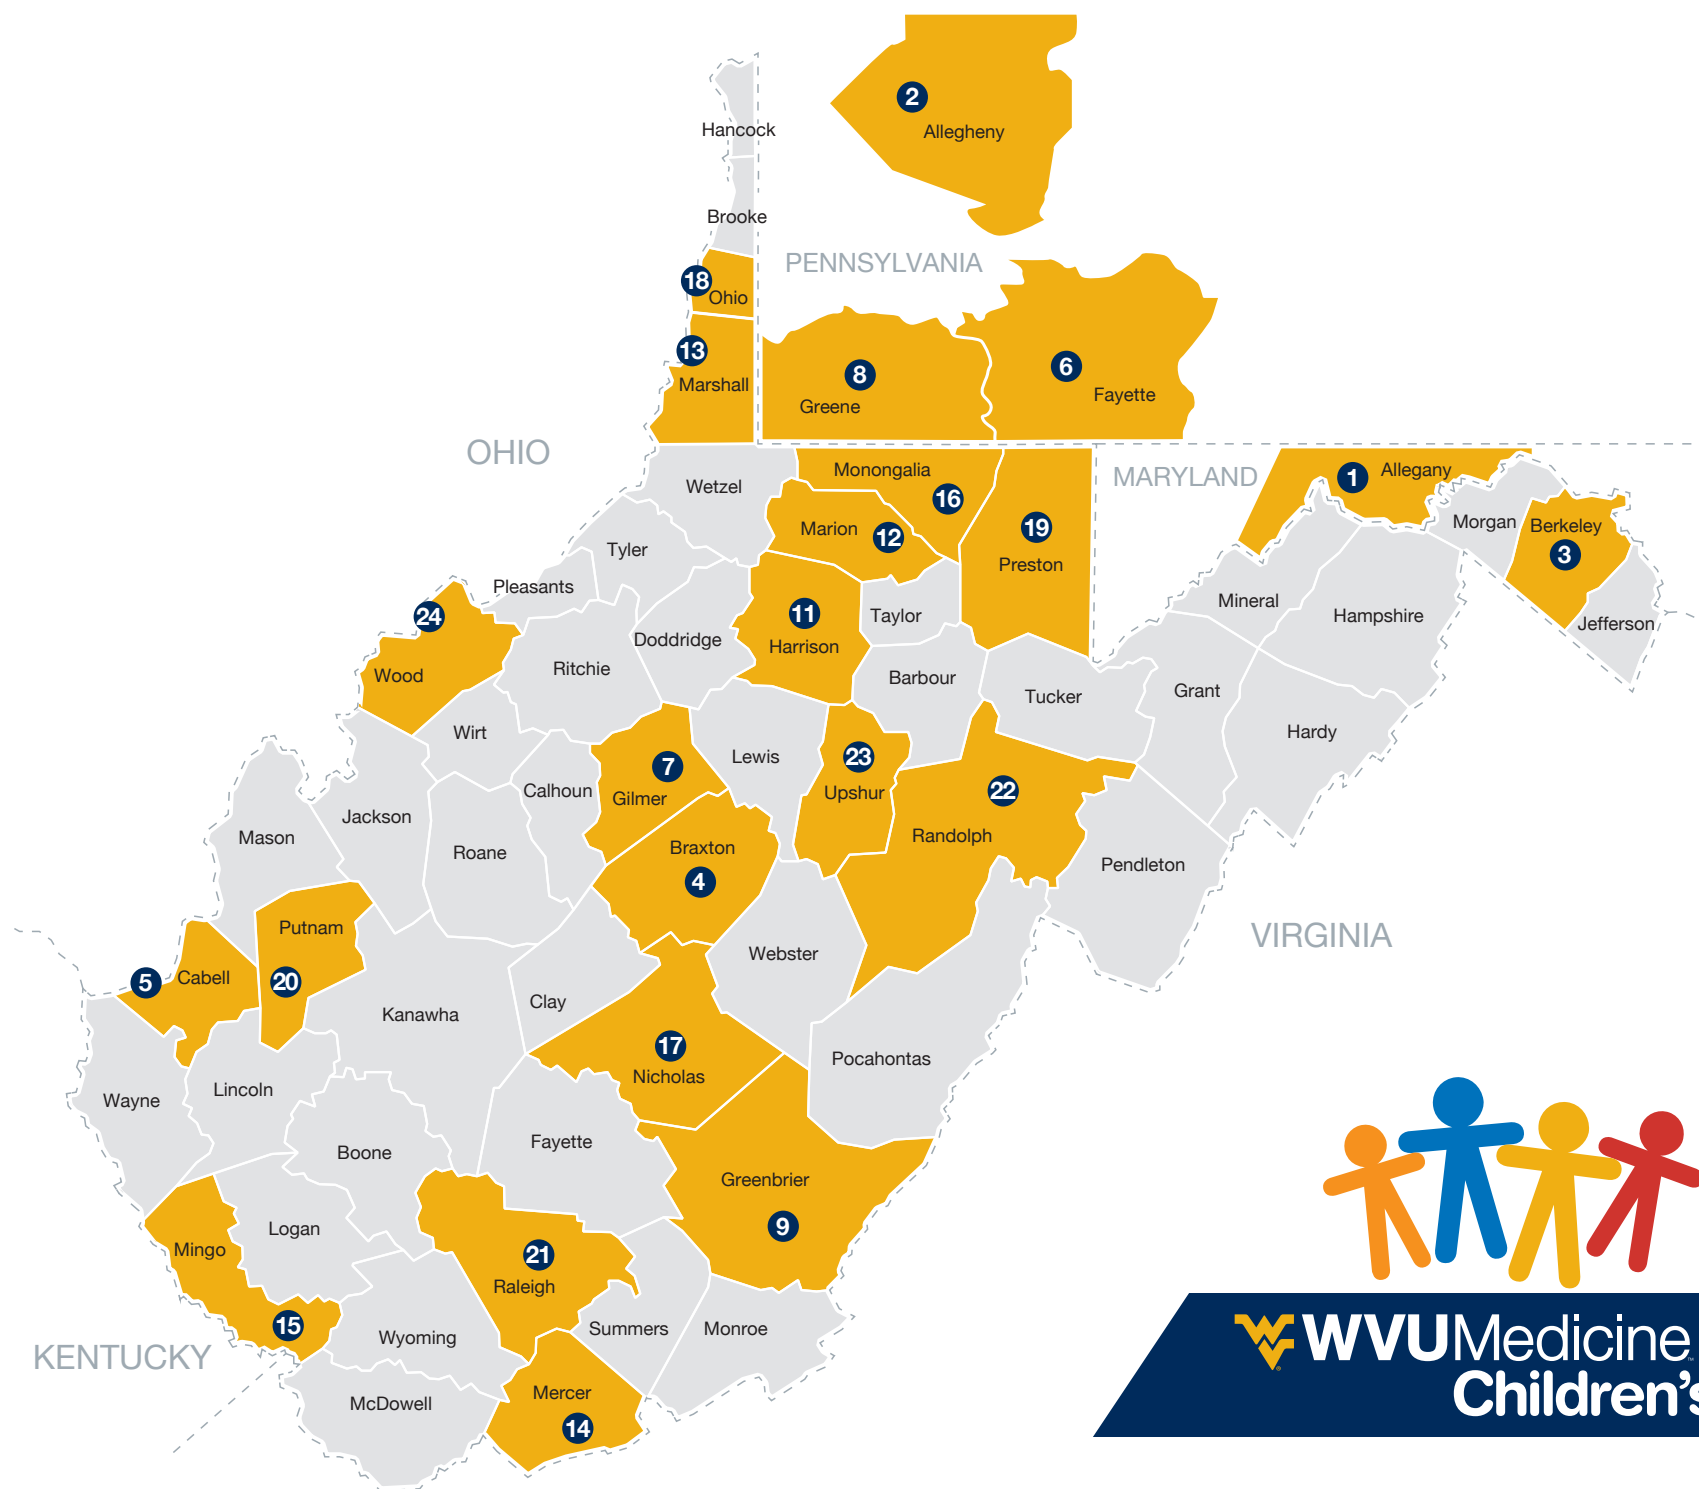 2
Allegheny
Hancock
Brooke
PENNSYLVANIA
18
Ohio
13
Marshall
8
Greene
6
Fayette
OHIO
MARYLAND
1
Allegany
Wetzel
Monongalia
16
Marion
12
19
Preston
Morgan
Berkeley
3
Tyler
Pleasants
24
Wood
Doddridge
Ritchie
11
Harrison
Taylor
Barbour
Tucker
Mineral
Hampshire
Jefferson
Grant
Hardy
Wirt
Calhoun
7
Gilmer
Lewis
23
Upshur
22
Randolph
Pendleton
Mason
Jackson
Roane
Braxton
4
VIRGINIA
Putnam
20
5
Cabell
Kanawha
Clay
Webster
17
Nicholas
Pocahontas
Wayne
Lincoln
Boone
Fayette
Greenbrier
9
Mingo
15
Logan
21
Raleigh
Summers
Monroe
Wyoming
KENTUCKY
McDowell
Mercer
14
WVUMedicine
Children's